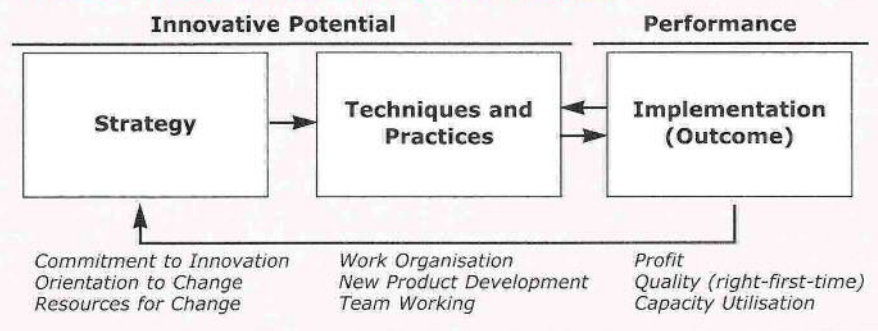 Innovative Potential
Performance
Strategy
Techniques and
Practices
Implementation
(Outcome)
Commitment to Innovation
Orientation to Change
Resources for Change
Work Organisation
New Product Development
Team Working
Profit
Quality (right-first-time)
Capacity Utilisation